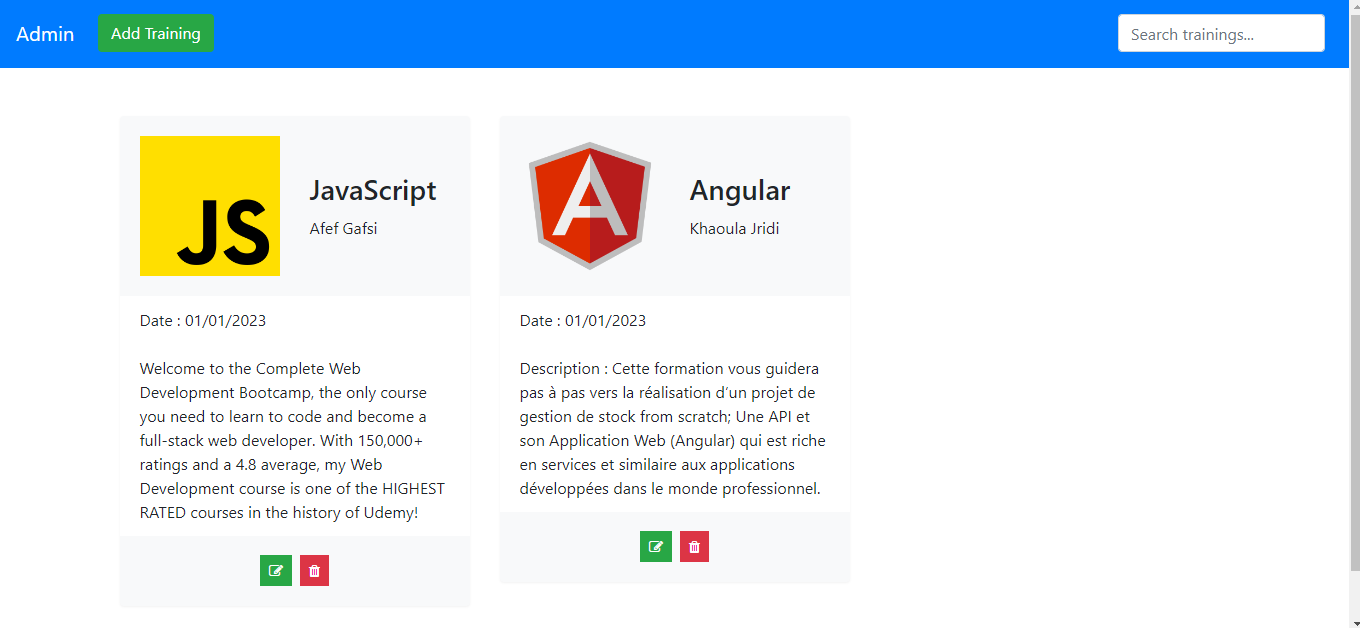 Admin
Add Training
Search trainings...
JS
JavaScript
Afef Gafsi
Date : 01/01/2023
Welcome to the Complete Web
Development Bootcamp, the only course
you need to learn to code and become a
full-stack web developer. With 150,000+
ratings and a 4.8 average, my Web
Development course is one of the HIGHEST
RATED courses in the history of Udemy!
A
Angular
Khaoula Jridi
Date : 01/01/2023
Description : Cette formation vous guidera
pas à pas vers la réalisation d’un projet de
gestion de stock from scratch; Une API et
son Application Web (Angular) qui est riche
en services et similaire aux applications
développées dans le monde professionnel.